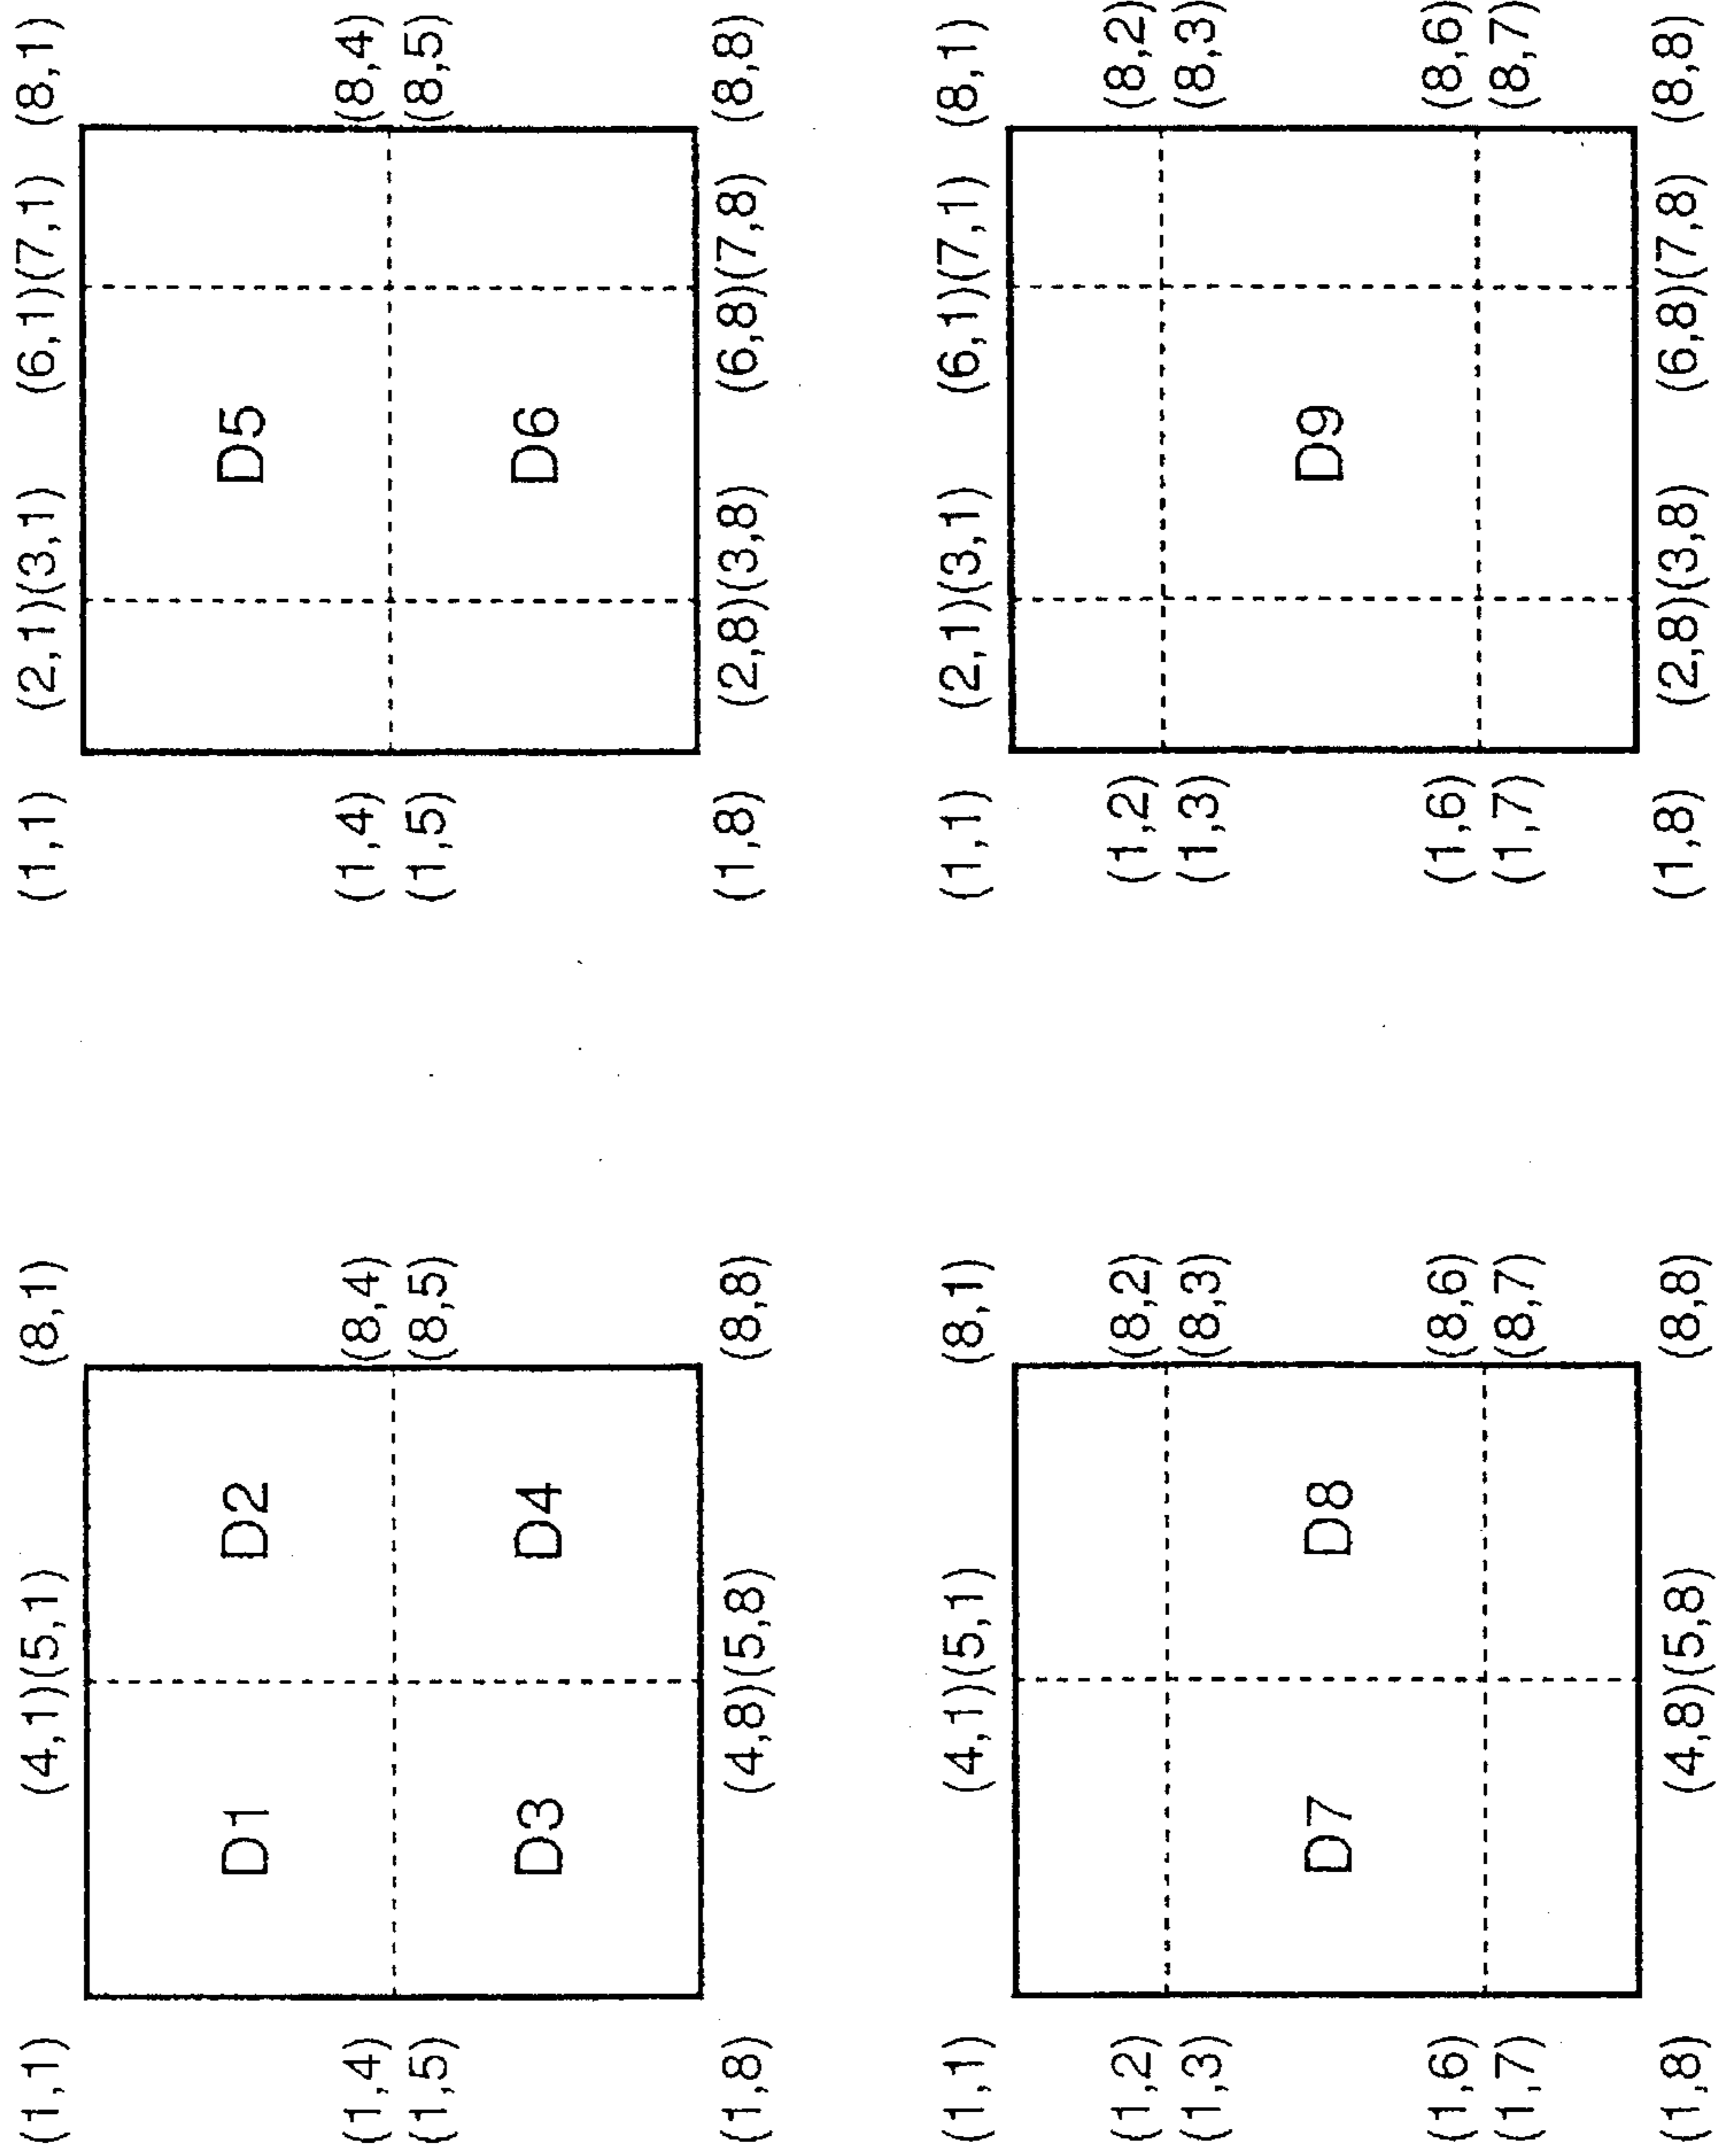 (1,1) (4,1)(5,1) (8,1)
D1 D2
(1,4) (8,4)
(1,5) (8,5)
D3 D4
(1,8) (4,8)(5,8) (8,8)
(1,1) (2,1)(3,1) (6,1)(7,1) (8,1)
D5
(1,4) (8,4)
(1,5) (8,5)
D6
(1,8) (2,8)(3,8) (6,8)(7,8) (8,8)
(1,1) (4,1)(5,1) (8,1)
(1,2) (8,2)
(1,3) (8,3)
D7 D8
(1,6) (8,6)
(1,7) (8,7)
(1,8) (4,8)(5,8) (8,8)
(1,1) (2,1)(3,1) (6,1)(7,1) (8,1)
(1,2) (8,2)
(1,3) (8,3)
D9
(1,6) (8,6)
(1,7) (8,7)
(1,8) (2,8)(3,8) (6,8)(7,8) (8,8)